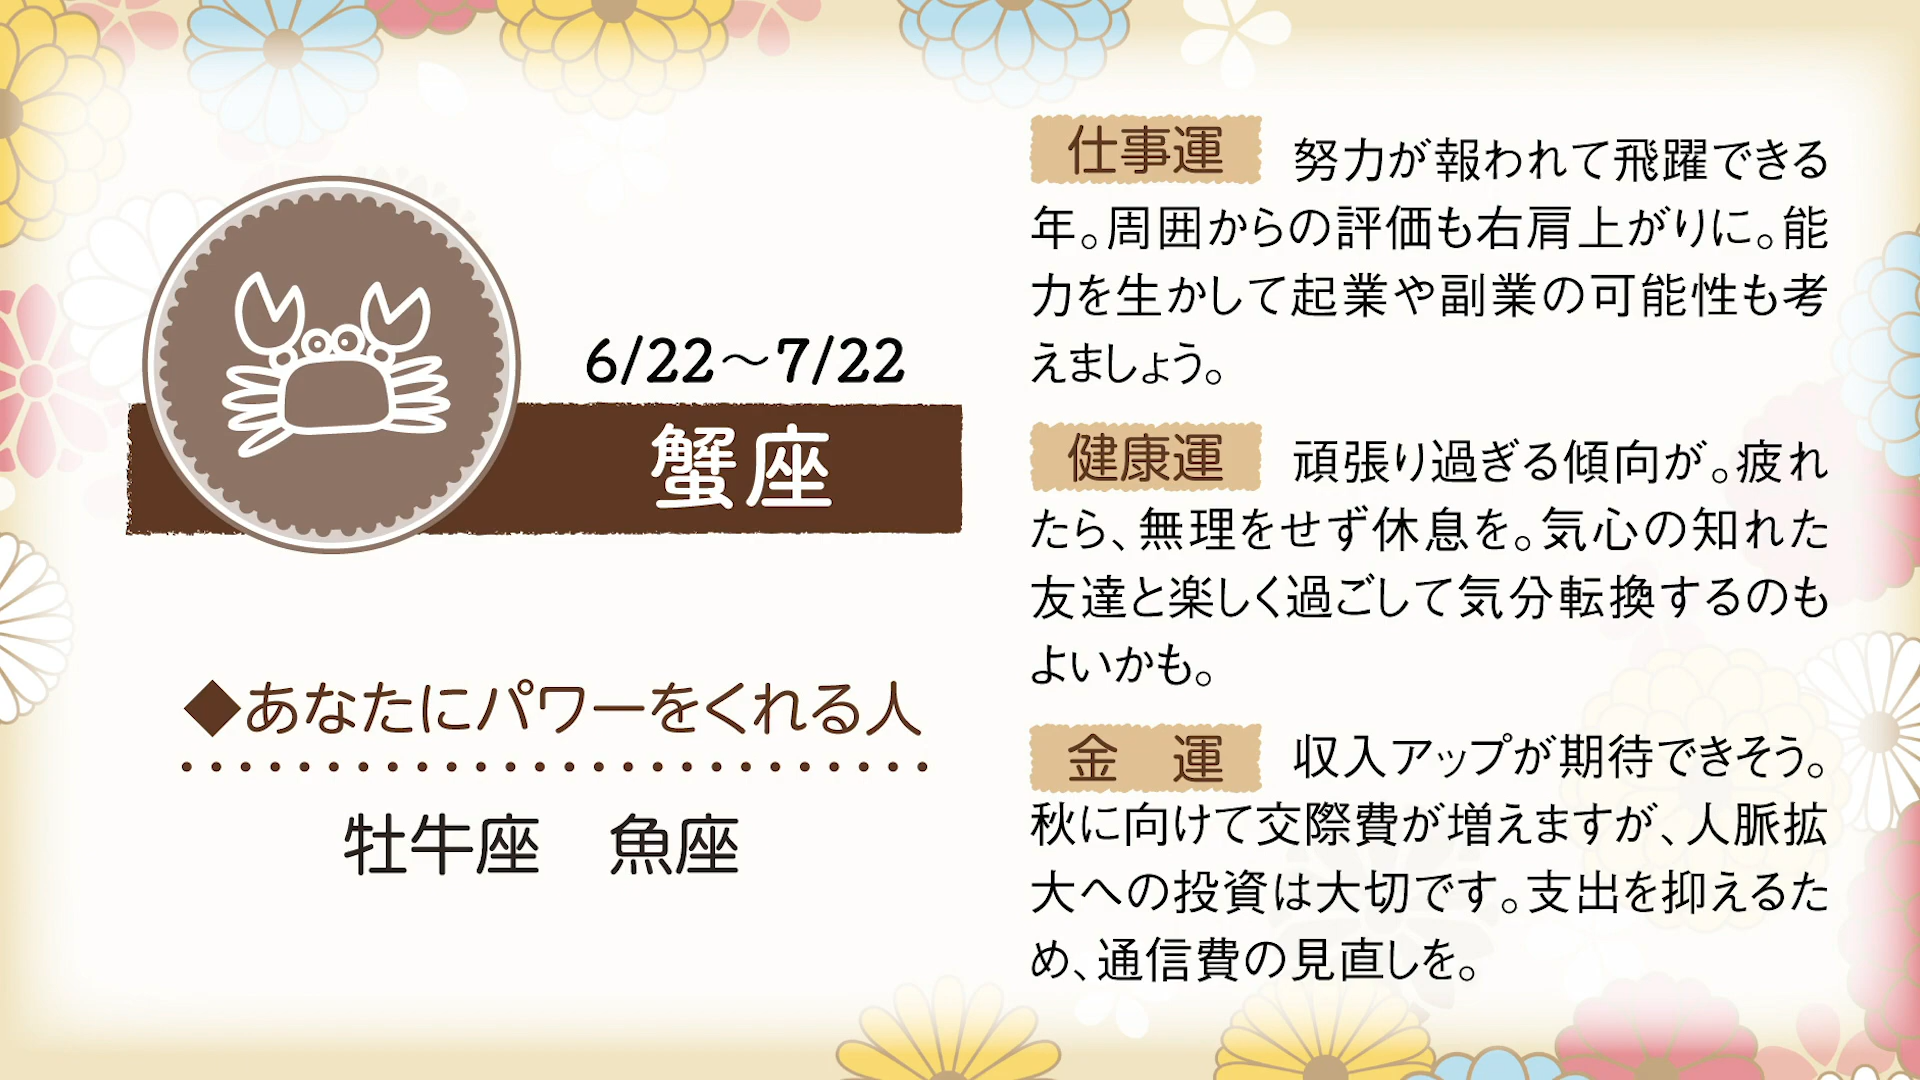 6/22～7/22
蟹座
◆あなたにパワーをくれる人
牡牛座　魚座
仕事運　努力が報われて飛躍できる
年。周囲からの評価も右肩上がりに。能
力を生かして起業や副業の可能性も考
えましょう。
健康運　頑張り過ぎる傾向が。疲れ
たら、無理をせず休息を。気心の知れた
友達と楽しく過ごして気分転換するのも
よいかも。
金　運　収入アップが期待できそう。
秋に向けて交際費が増えますが、人脈拡
大への投資は大切です。支出を抑えるた
め、通信費の見直しを。